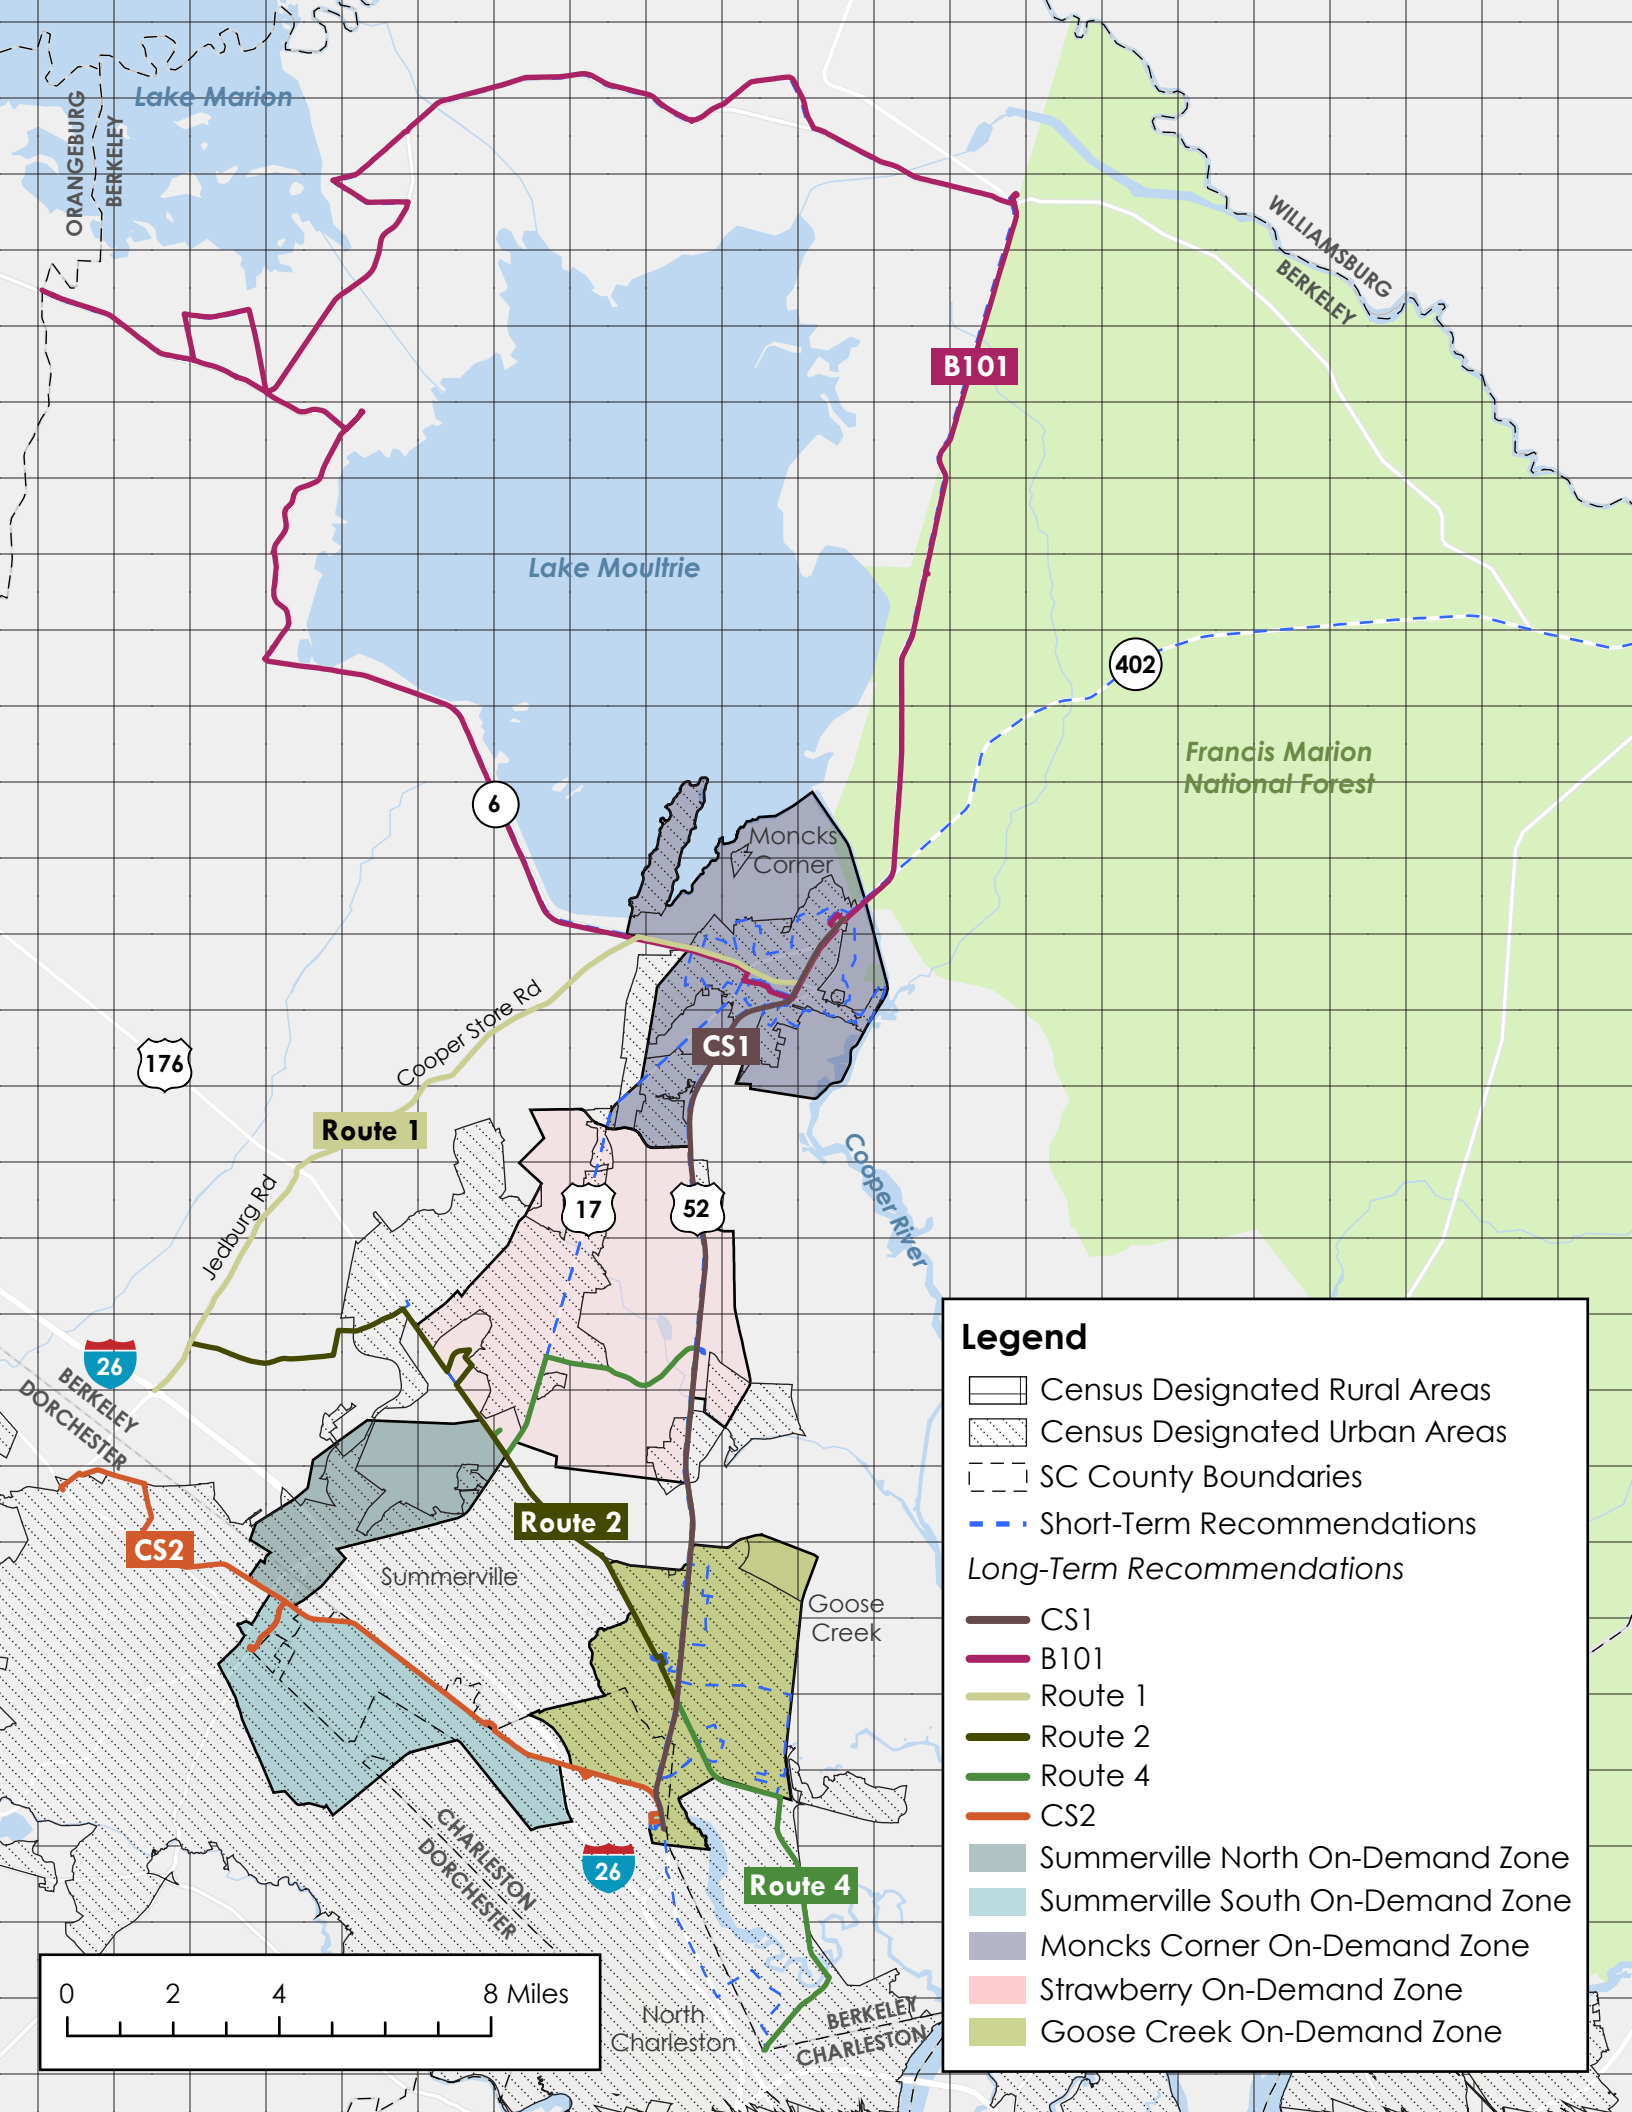 Lake Marion
ORANGEBURG
BERKELEY
WILLIAMSBURG
BERKELEY
B101
Lake Moultrie
402
Francis Marion
National Forest
6
Moncks
Corner
Cooper Store Rd
CS1
176
Route 1
Cooper River
Jedburg Rd
17
52
26
BERKELEY
DORCHESTER
Route 2
CS2
Summerville
Goose
Creek
CHARLESTON
DORCHESTER
26
Route 4
North
Charleston
BERKELEY
CHARLESTON
0 2 4 8 Miles
Legend
Census Designated Rural Areas
Census Designated Urban Areas
SC County Boundaries
Short-Term Recommendations
Long-Term Recommendations
CS1
B101
Route 1
Route 2
Route 4
CS2
Summerville North On-Demand Zone
Summerville South On-Demand Zone
Moncks Corner On-Demand Zone
Strawberry On-Demand Zone
Goose Creek On-Demand Zone